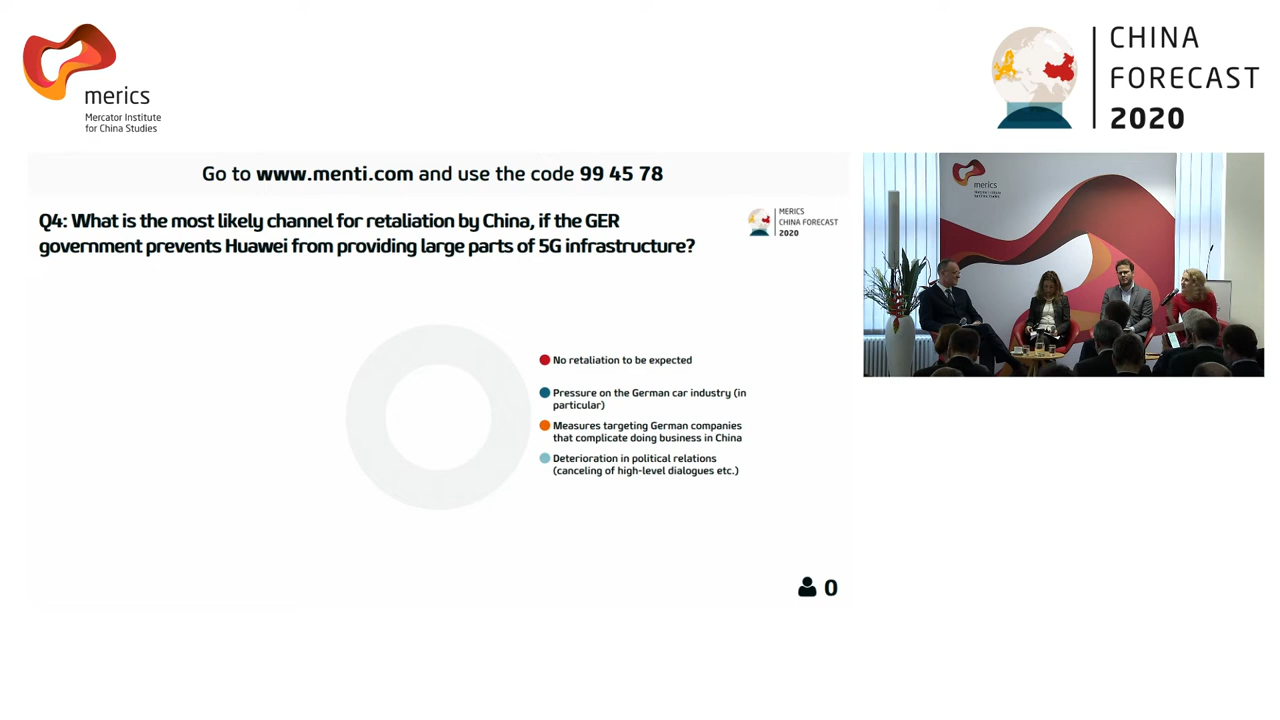 merics
Mercator Institute
for China Studies
CHINA
FORECAST
2020
Go to www.menti.com and use the code 99 45 78
Q4: What is the most likely channel for retaliation by China, if the GER
government prevents Huawei from providing large parts of 5G infrastructure?
MERICS
CHINA FORECAST
2020
No retaliation to be expected
Pressure on the German car industry (in
particular)
Measures targeting German companies
that complicate doing business in China
Deterioration in political relations
(canceling of high-level dialogues etc.)
0
merics